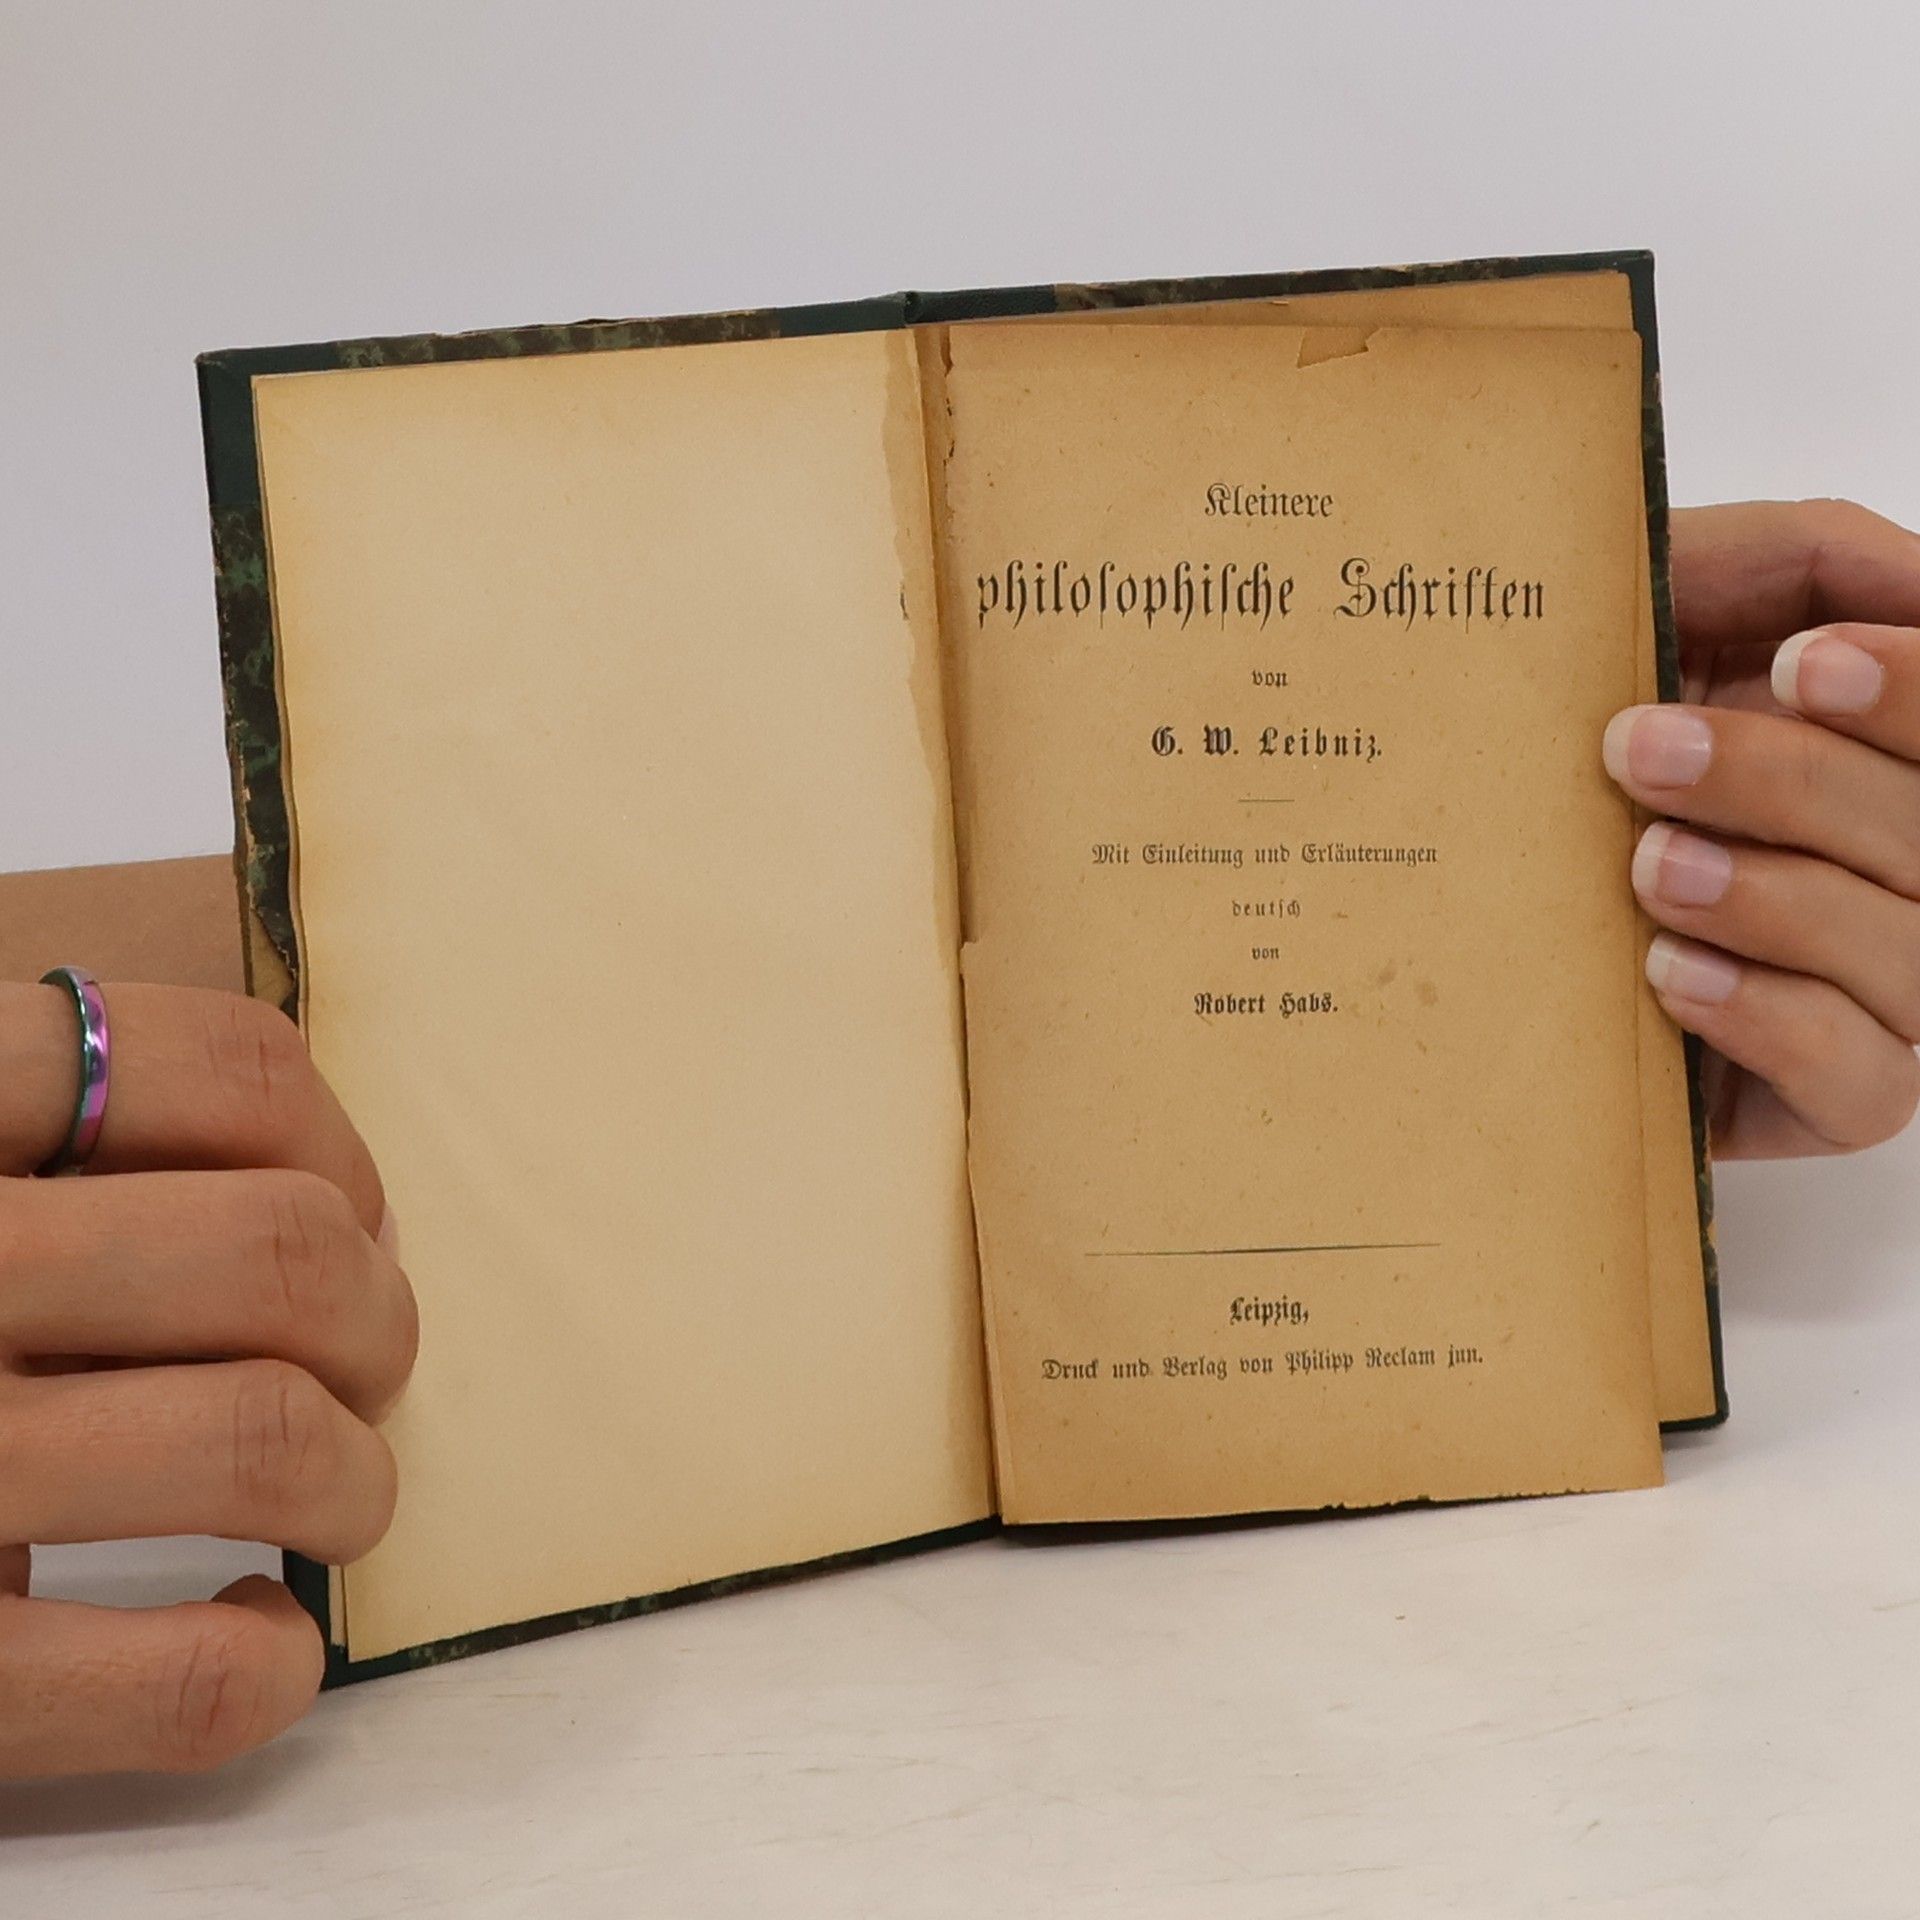 Kleinere
philoſophiſche Schriften
von
G. W. Leibniz.
Mit Einleitung und Erläuterungen
deutſch
von
Robert Habs.
Leipzig,
Druck und Verlag von Philipp Reclam jun.